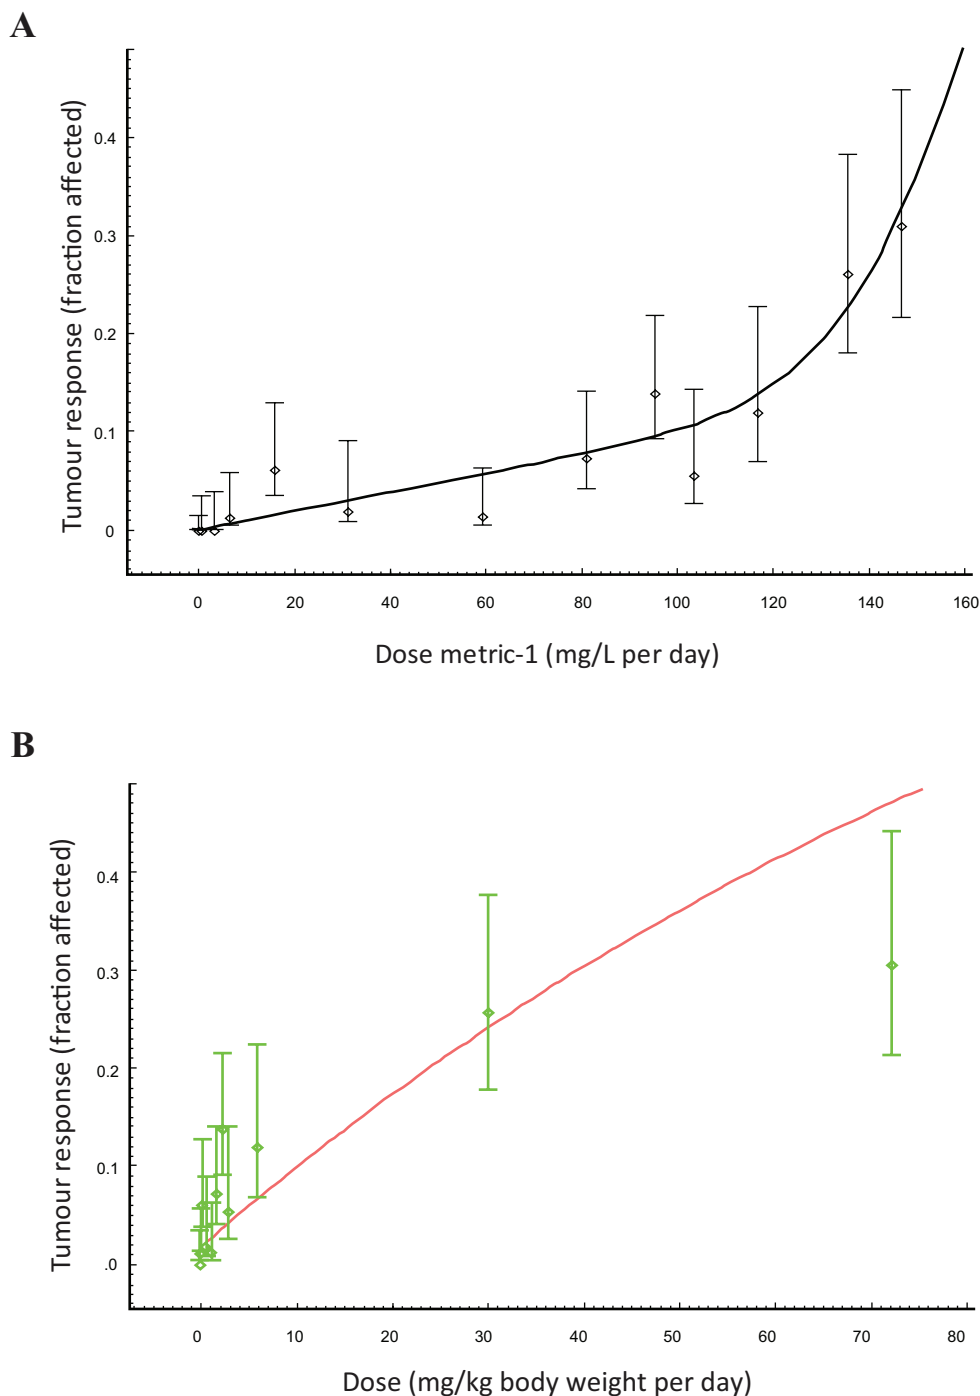 A
Tumour response (fraction affected)
0.4
0.3
0.2
0.1
0
0 20 40 60 80 100 120 140 160
Dose metric-1 (mg/L per day)
B
Tumour response (fraction affected)
0.4
0.3
0.2
0.1
.0
0 10 30 30 40 50 60 70 80
Dose (mg/kg body weight per day)